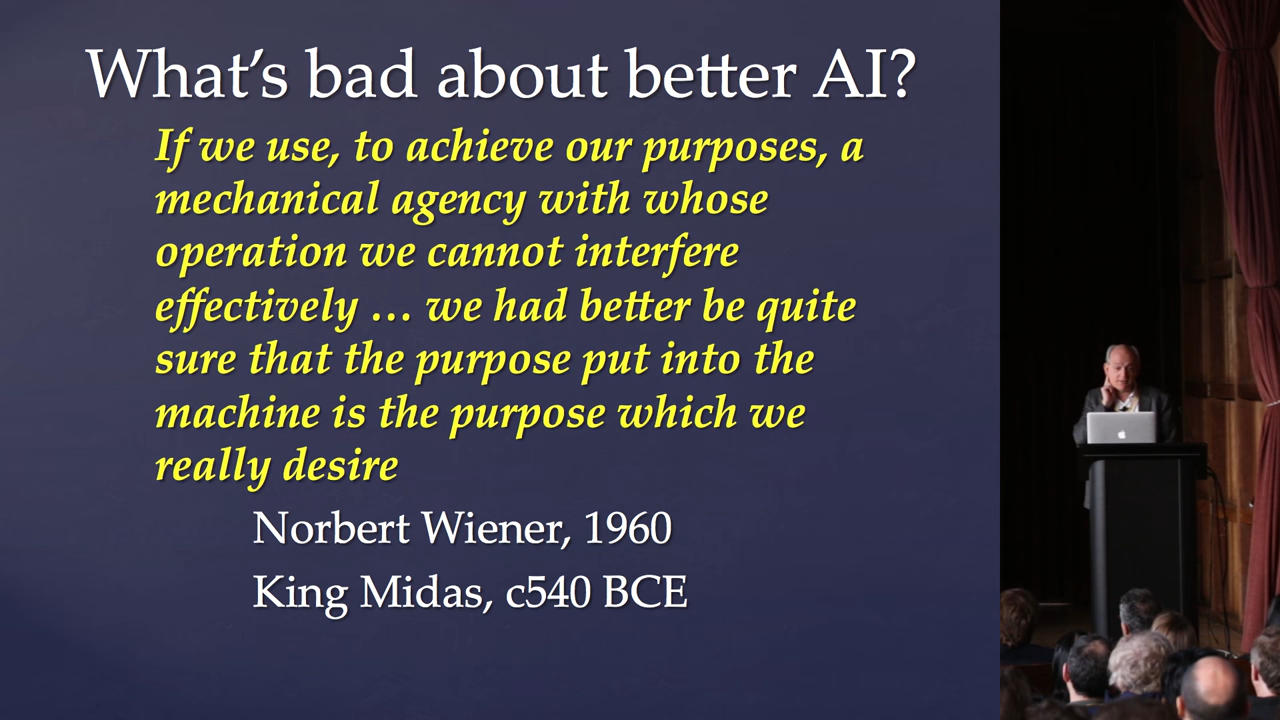 What's bad about better AI?
If we use, to achieve our purposes, a
mechanical agency with whose
operation we cannot interfere
effectively … we had better be quite
sure that the purpose put into the
machine is the purpose which we
really desire
Norbert Wiener, 1960
King Midas, c540 BCE